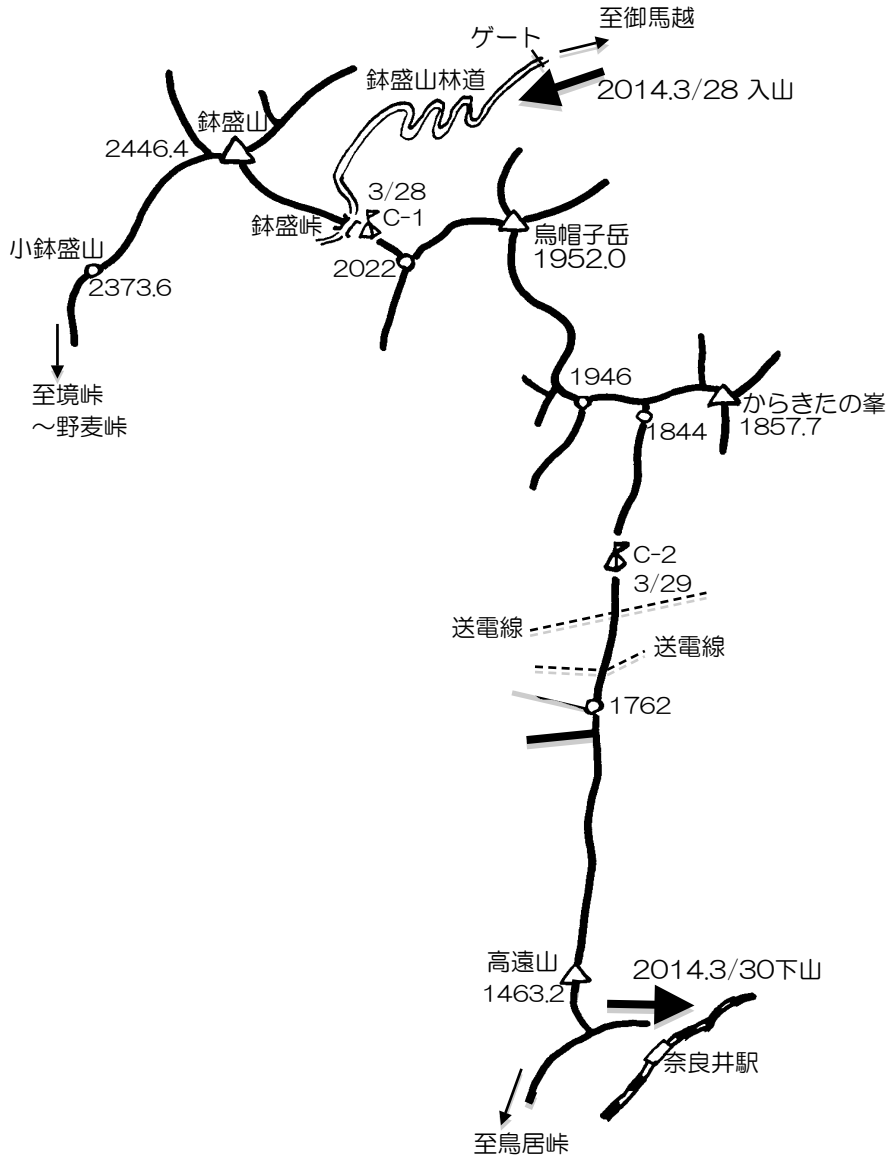 至御馬越
ゲート
鉢盛山林道
2014.3/28 入山
鉢盛山
2446.4
3/28
C-1
鉢盛峠
烏帽子岳
1952.0
小鉢盛山
2373.6
2022
至境峠
～野麦峠
1946
からきたの峯
1857.7
1844
C-2
3/29
送電線
送電線
1762
高遠山
1463.2
2014.3/30下山
奈良井駅
至鳥居峠